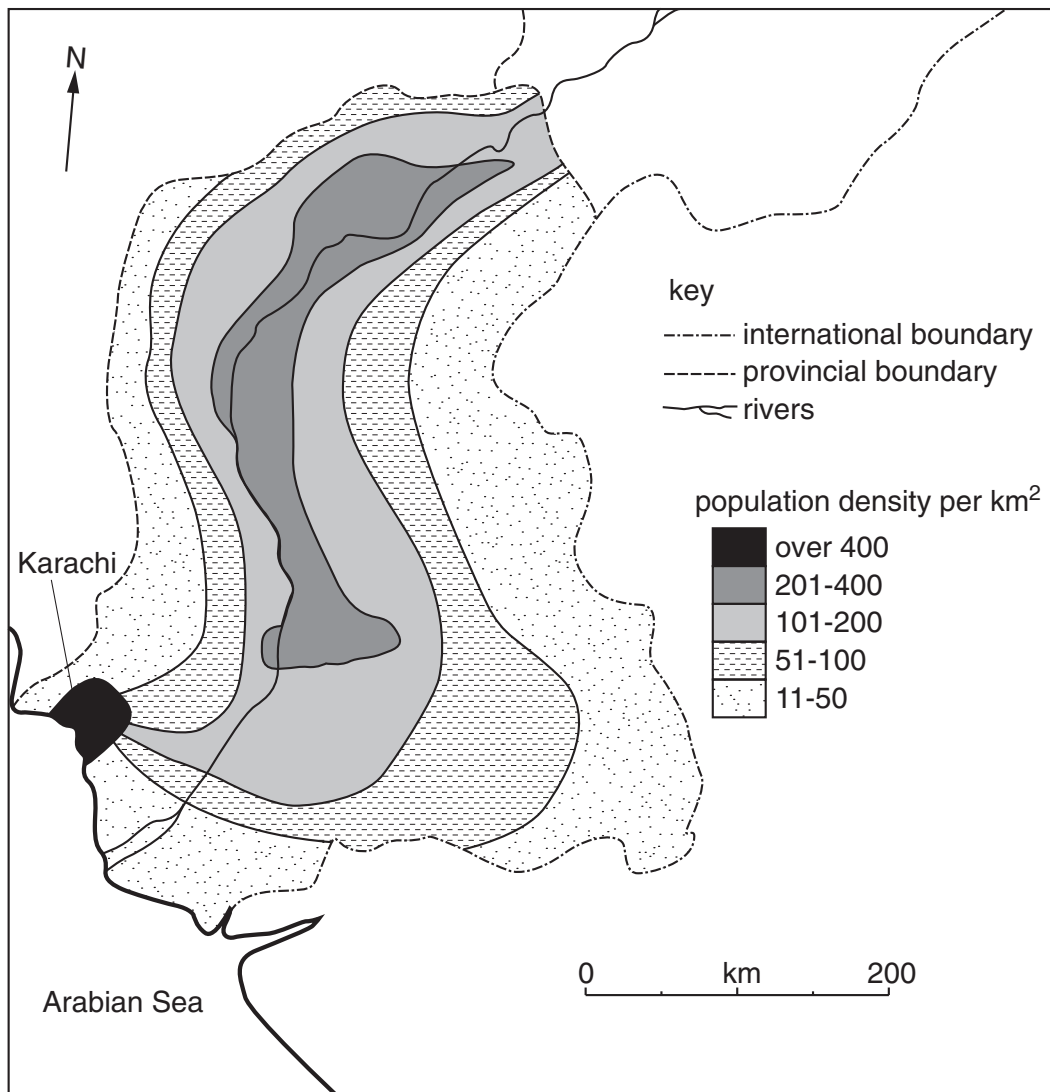 N
key
international boundary
provincial boundary
rivers
population density per km²
over 400
201-400
101-200
51-100
11-50
Karachi
0 km 200
Arabian Sea